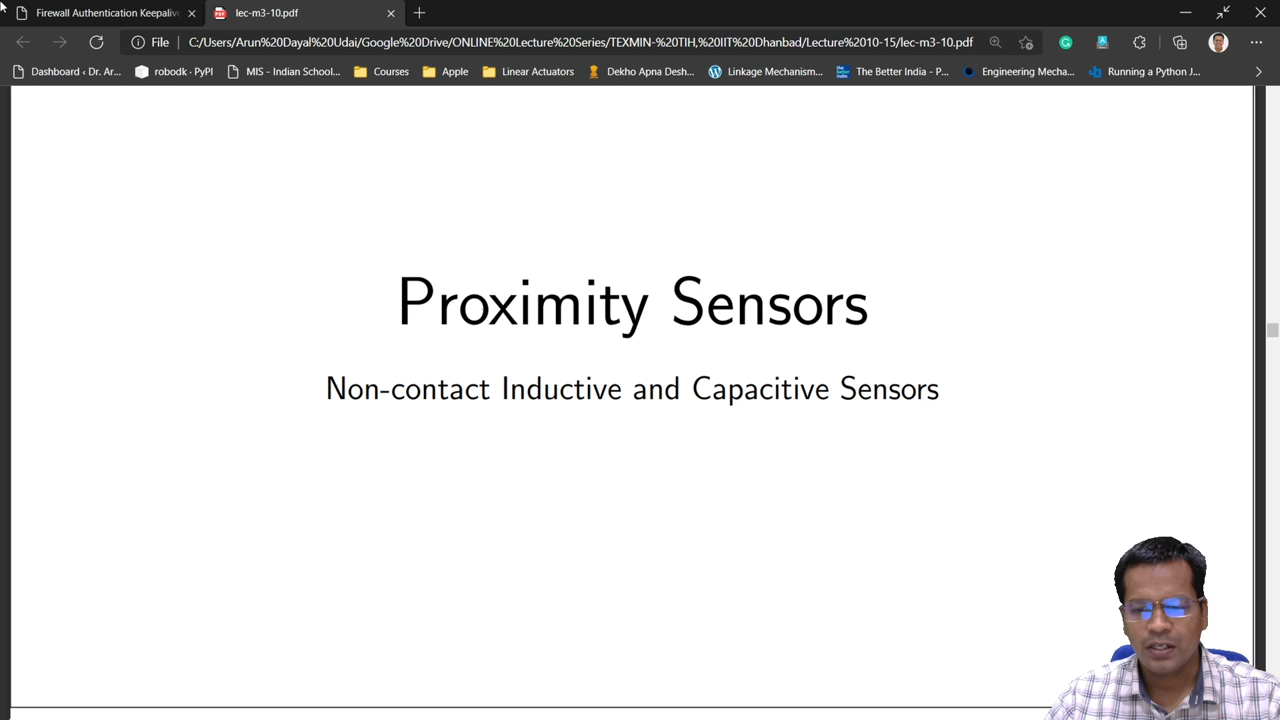 Firewall Authentication Keepalive
lec-m3-10.pdf
File
C:/Users/Arun%20Dayal%20Udai/Google%20Drive/ONLINE%20Lecture%20Series/TEXMIN-%20TIH,%20IIT%20Dhanbad/Lecture%2010-15/lec-m3-10.pdf
Dashboard ‹ Dr. Ar...
robodk · PyPI
MIS - Indian School...
Courses
Apple
Linear Actuators
Dekho Apna Desh...
Linkage Mechanism...
The Better India - P...
Engineering Mecha...
Running a Python J...
Proximity Sensors
Non-contact Inductive and Capacitive Sensors